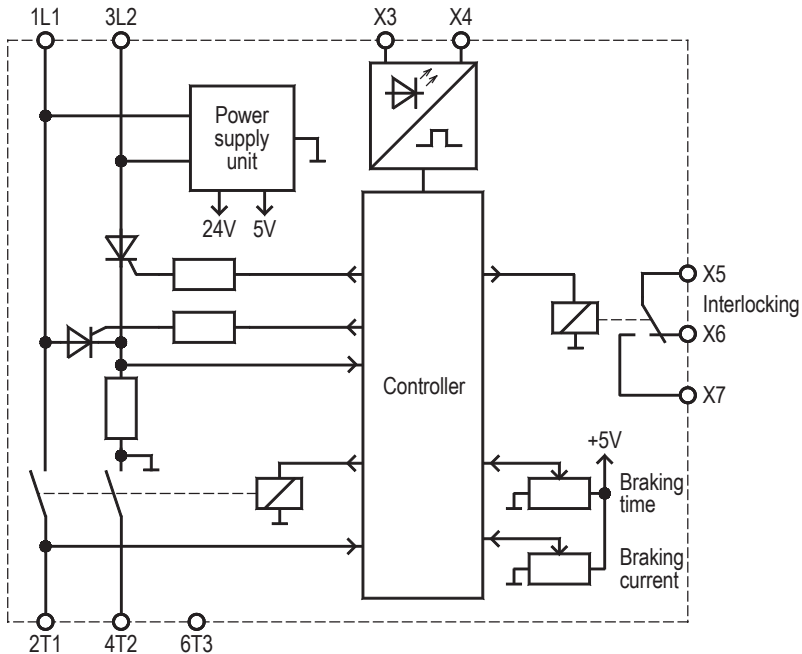 1L1 3L2 X3 X4
Power
supply
unit
24V 5V
X5
Interlocking
X6
Controller
X7
+5V
Braking
time
Braking
current
2T1 4T2 6T3